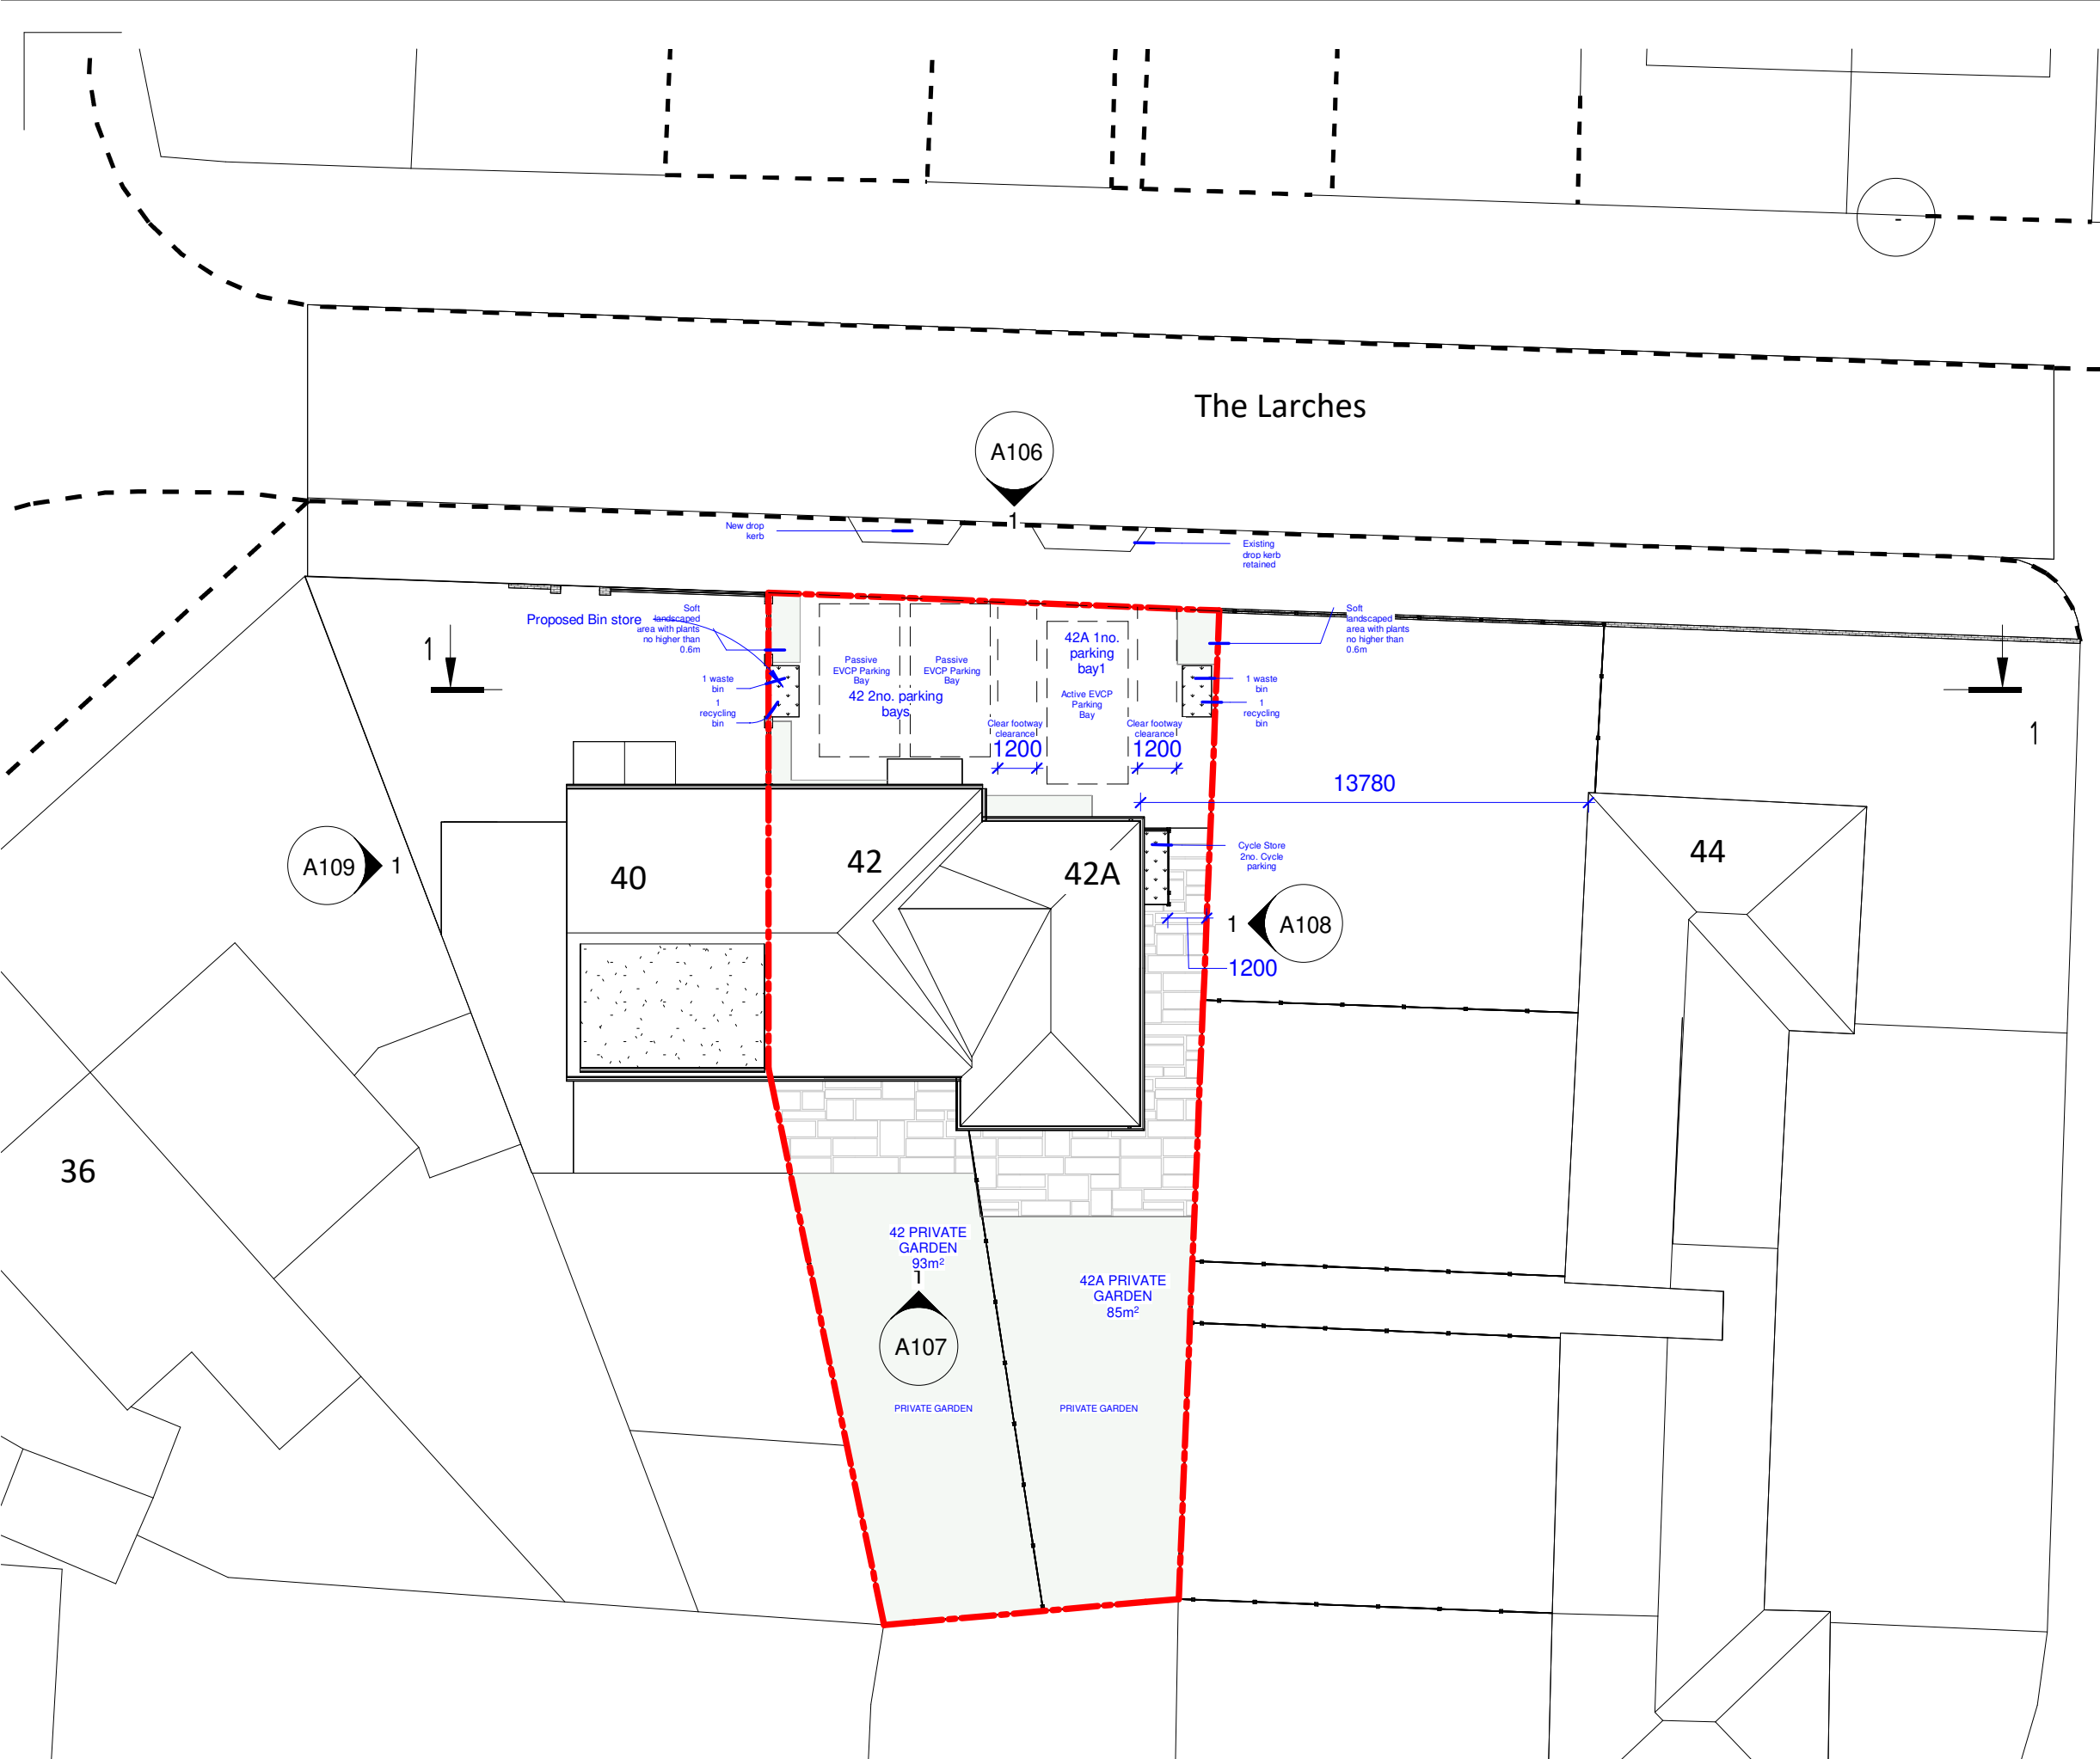 -
The Larches
A106
1
New drop
kerb
Existing
drop kerb
retained
Proposed Bin store
Soft
landscaped
area with plants
no higher than
0.6m
Soft
landscaped
area with plants
no higher than
0.6m
1
1
1 waste
bin
1
recycling
bin
Passive
EVCP Parking
Bay
Passive
EVCP Parking
Bay
42 2no. parking
bays
42A 1no.
parking
bay1
Active EVCP
Parking
Bay
1 waste
bin
1
recycling
bin
Clear footway
clearance
1200
Clear footway
clearance
1200
13780
A109
1
40
42
42A
44
Cycle Store
2no. Cycle
parking
1
A108
1200
36
42 PRIVATE
GARDEN
93m²
1
A107
42A PRIVATE
GARDEN
85m²
PRIVATE GARDEN
PRIVATE GARDEN